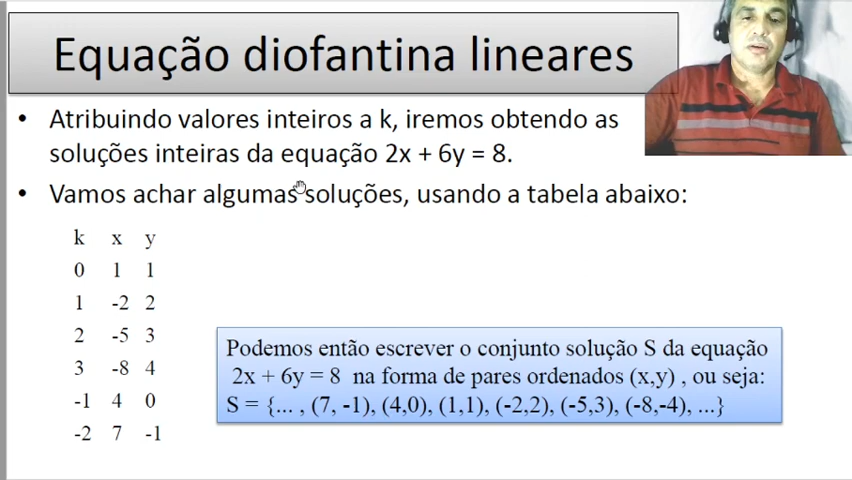 Equação diofantina lineares
• Atribuindo valores inteiros a k, iremos obtendo as
soluções inteiras da equação 2x + 6y = 8.
• Vamos achar algumas soluções, usando a tabela abaixo:
k x y
0 1 1
1 -2 2
2 -5 3
3 -8 4
-1 4 0
-2 7 -1
Podemos então escrever o conjunto solução S da equação
2x + 6y = 8 na forma de pares ordenados (x,y) , ou seja:
S = {... , (7, -1), (4,0), (1,1), (-2,2), (-5,3), (-8,-4), ...}